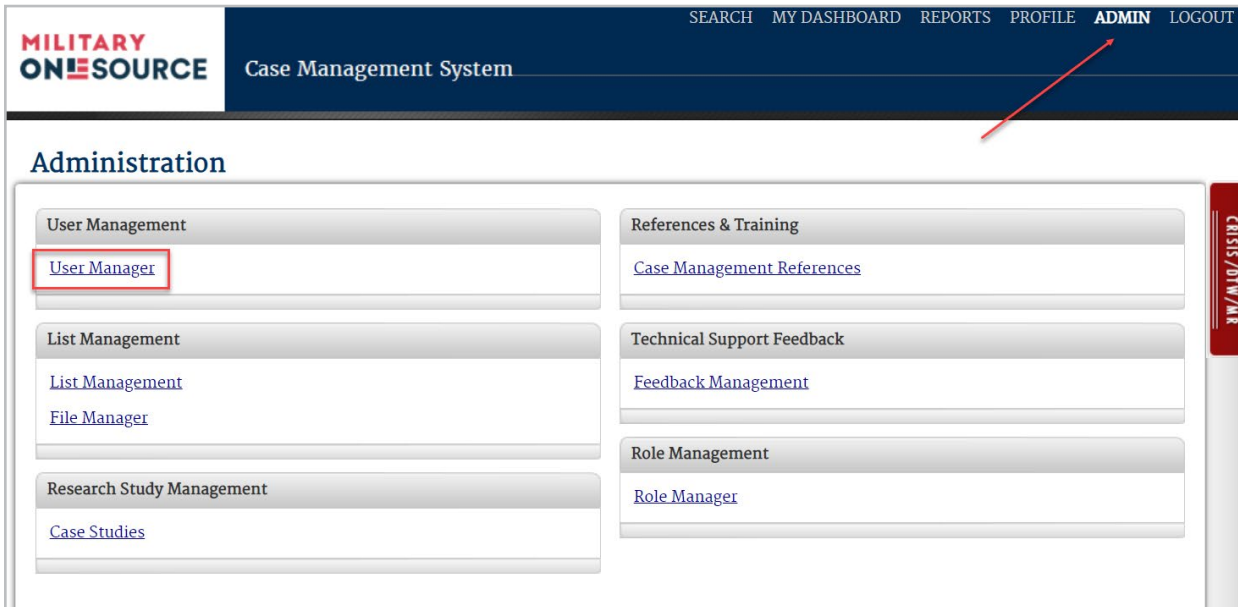 SEARCH MY DASHBOARD REPORTS PROFILE ADMIN LOGOUT
MILITARY
ONESOURCE
Case Management System
Administration
User Management
User Manager
List Management
List Management
File Manager
Research Study Management
Case Studies
References & Training
Case Management References
Technical Support Feedback
Feedback Management
Role Management
Role Manager
CRISIS/DTW/MR